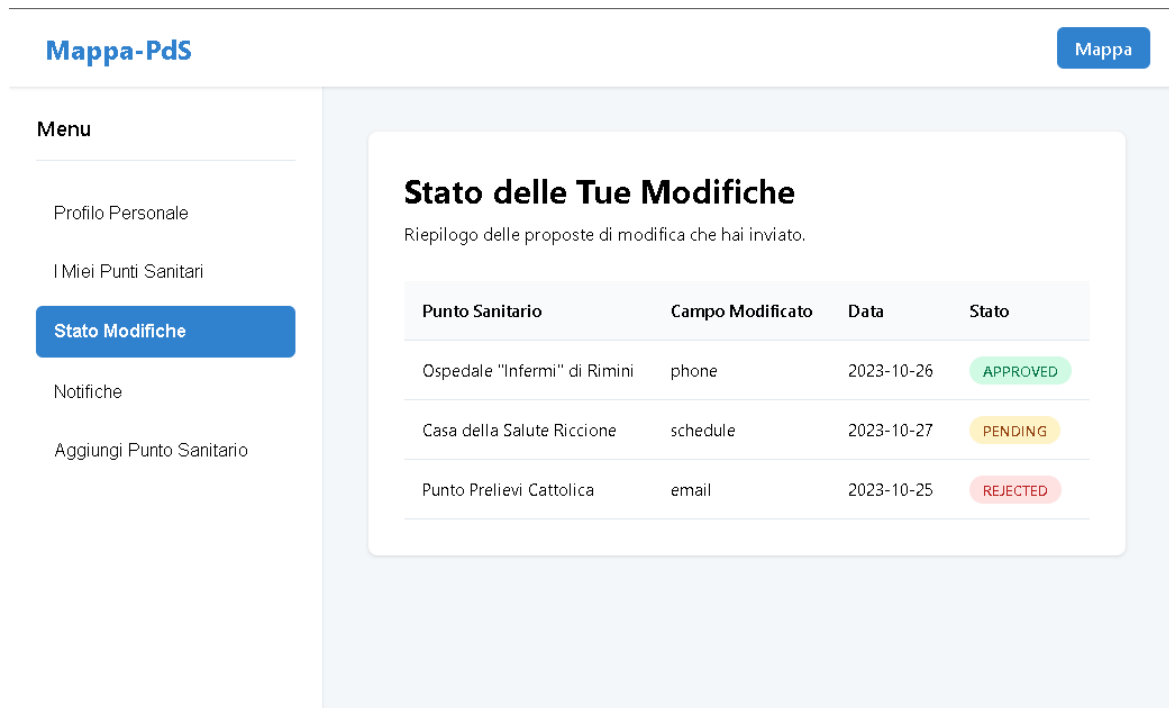 Mappa-PdS
Mappa
Menu
Profilo Personale
I Miei Punti Sanitari
Stato Modifiche
Notifiche
Aggiungi Punto Sanitario
Stato delle Tue Modifiche
Riepilogo delle proposte di modifica che hai inviato.
Punto Sanitario Campo Modificato Data Stato
Ospedale "Infermi" di Rimini phone 2023-10-26 APPROVED
Casa della Salute Riccione schedule 2023-10-27 PENDING
Punto Prelievi Cattolica email 2023-10-25 REJECTED